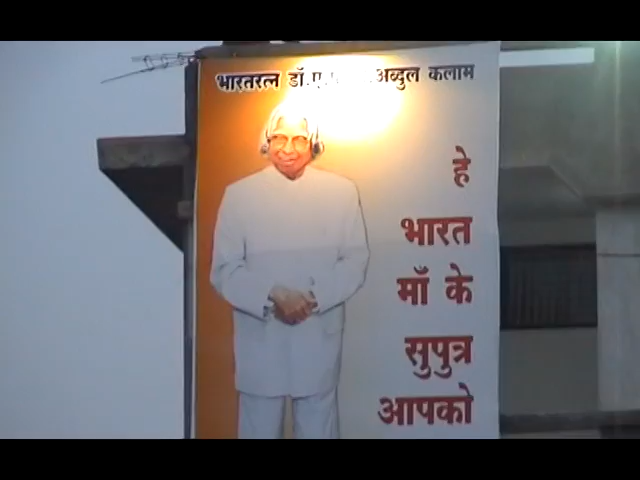 भारतरत्न डॉ.ए. अब्दुल कलाम
हे
भारत
माँ के
सुपुत्र
आपको